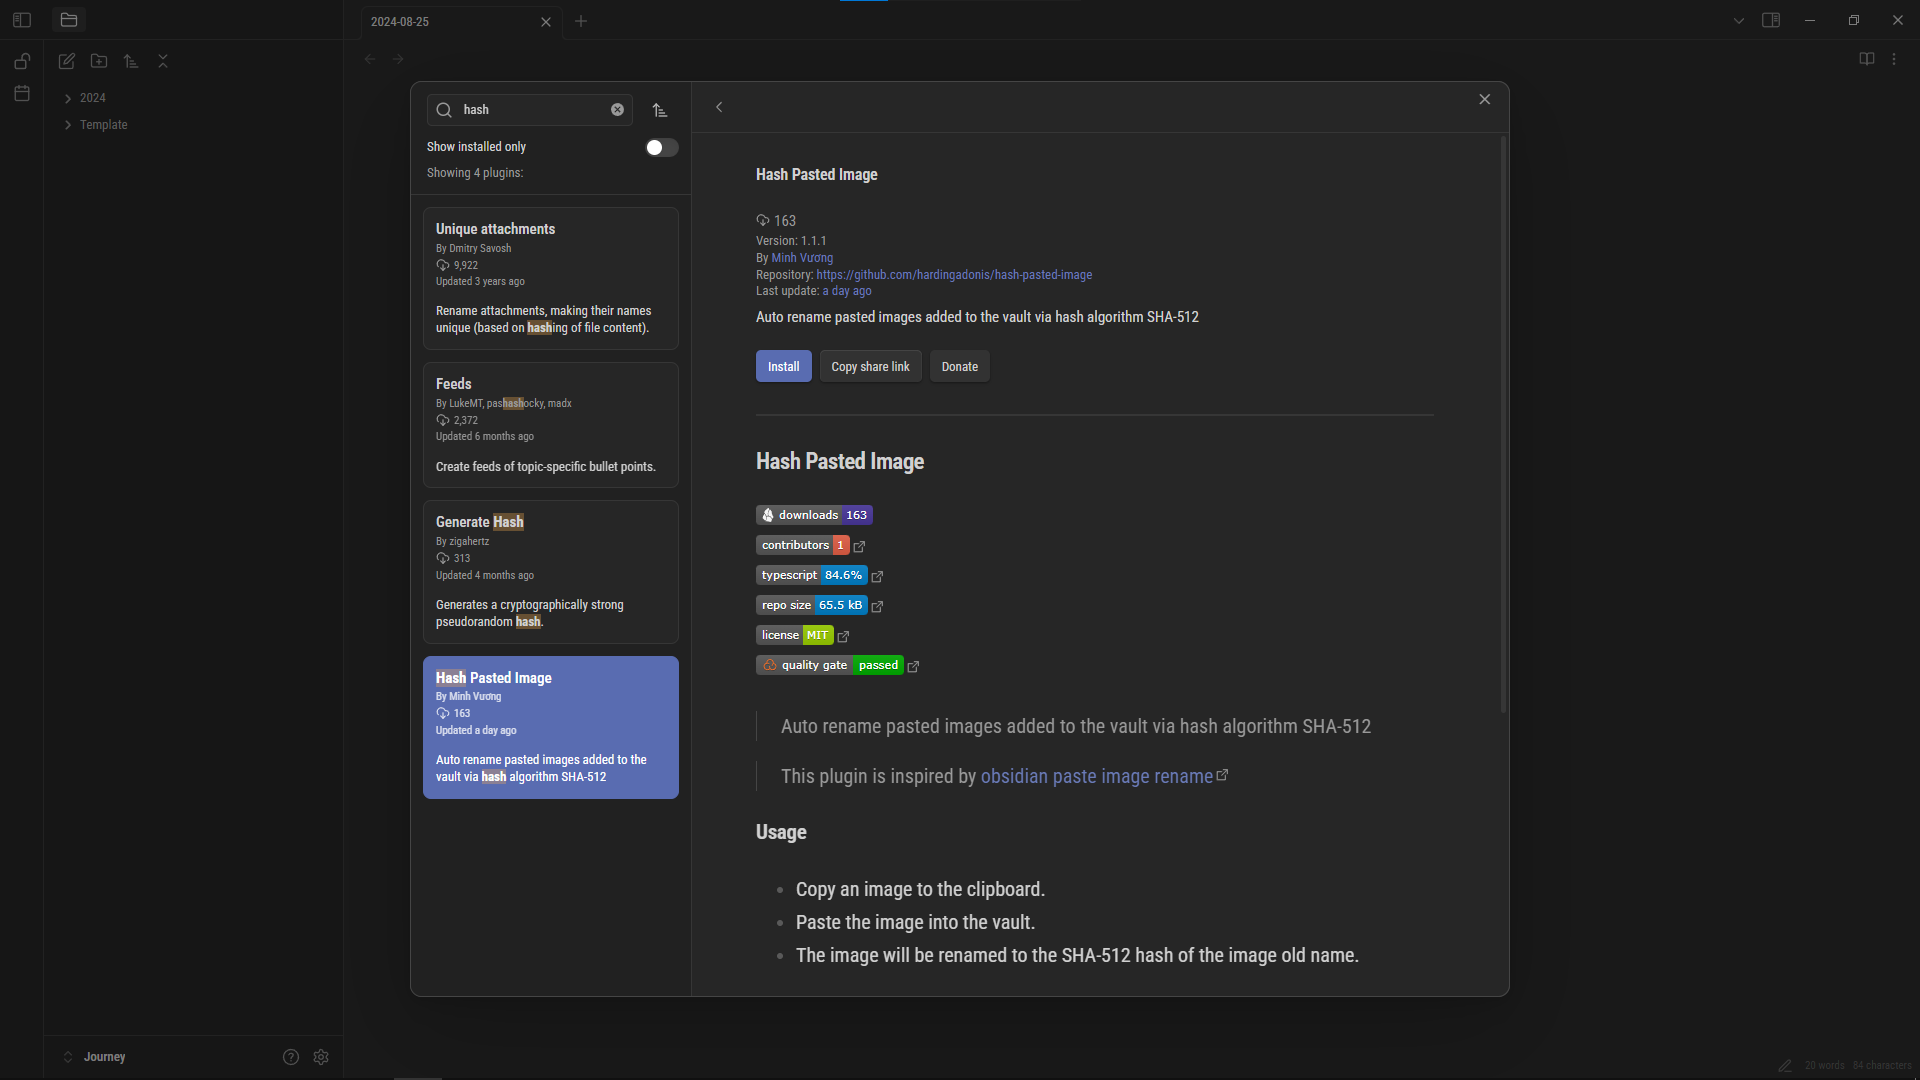 2024-08-25
2024
Template
hash
Show installed only
Showing 4 plugins:
Unique attachments
By Dmitry Savosh
9,922
Updated 3 years ago
Rename attachments, making their names
unique (based on hashing of file content).
Feeds
By LukeMT, pashashocky, madx
2,372
Updated 6 months ago
Create feeds of topic-specific bullet points.
Generate Hash
By zigahertz
313
Updated 4 months ago
Generates a cryptographically strong
pseudorandom hash.
Hash Pasted Image
By Minh Vương
163
Updated a day ago
Auto rename pasted images added to the
vault via hash algorithm SHA-512
Hash Pasted Image
163
Version: 1.1.1
By Minh Vương
Repository: https://github.com/hardingadonis/hash-pasted-image
Last update: a day ago
Auto rename pasted images added to the vault via hash algorithm SHA-512
Install Copy share link Donate
Hash Pasted Image
downloads 163
contributors 1
typescript 84.6%
repo size 65.5 kB
license MIT
quality gate passed
Auto rename pasted images added to the vault via hash algorithm SHA-512
This plugin is inspired by obsidian paste image rename
Usage
Copy an image to the clipboard.
Paste the image into the vault.
The image will be renamed to the SHA-512 hash of the image old name.
Journey
20 words 84 characters